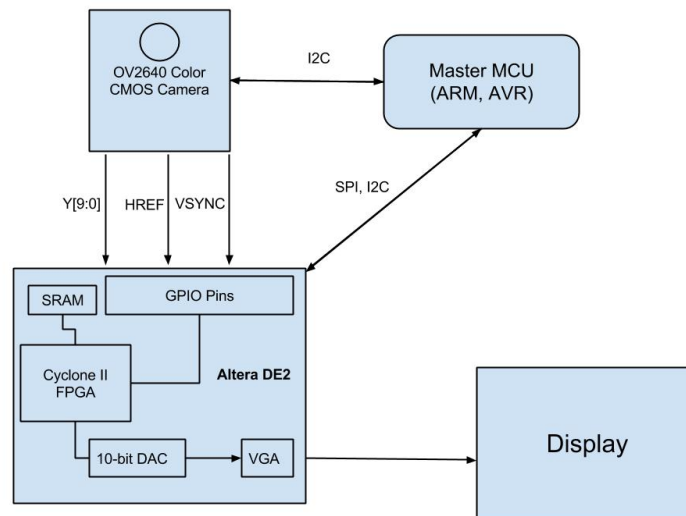 OV2640 Color
CMOS Camera
I2C
Master MCU
(ARM, AVR)
Y[9:0]
HREF
VSYNC
SPI, I2C
SRAM
GPIO Pins
Cyclone II
FPGA
Altera DE2
10-bit DAC
VGA
Display